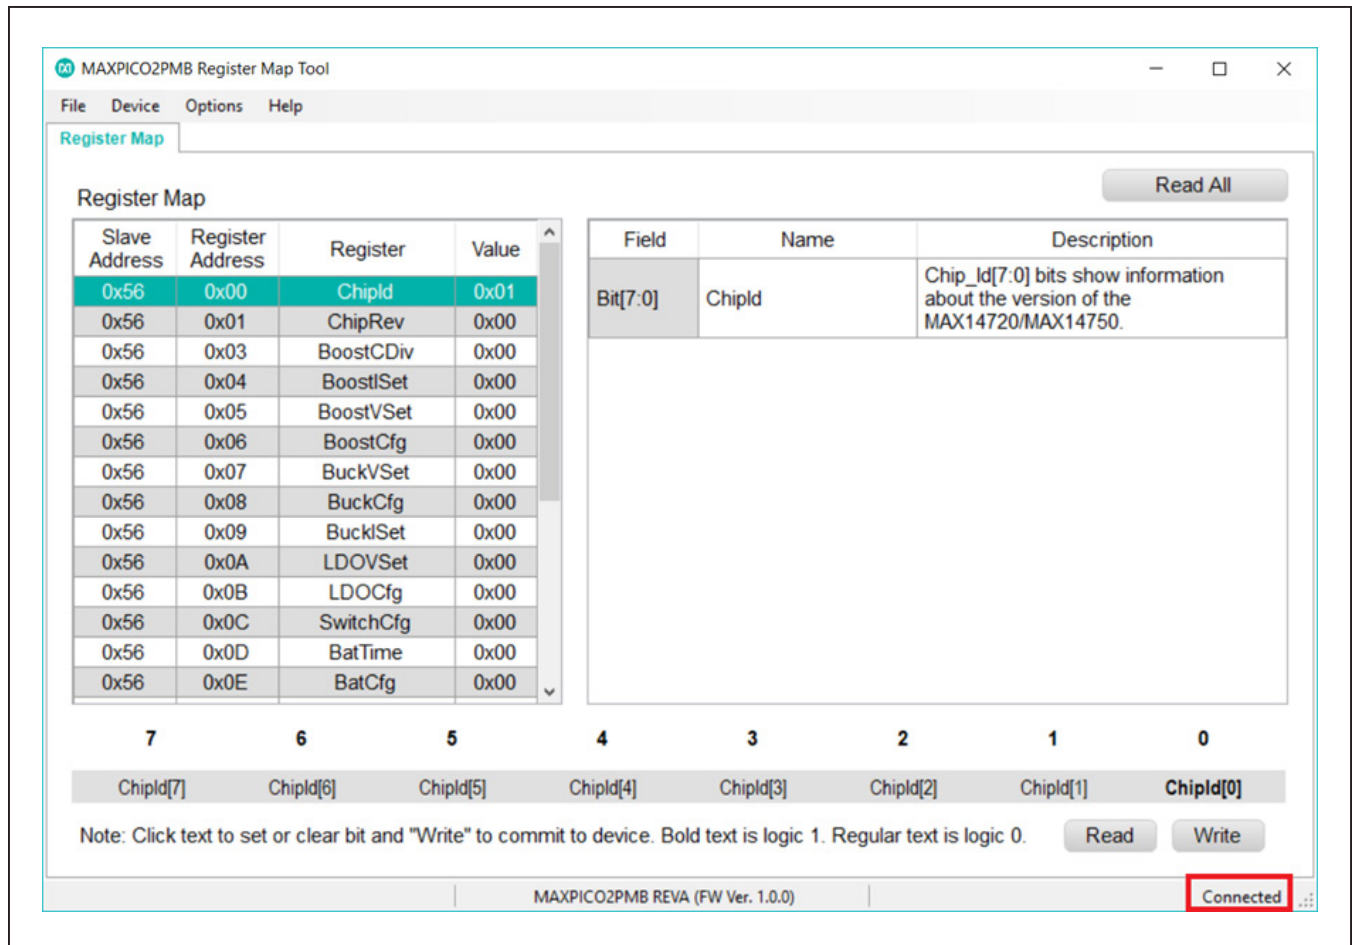 MAXPICO2PMB Register Map Tool
File Device Options Help
Register Map
Read All
Register Map
Slave Address Register Address Register Value
0x56 0x00 ChipId 0x01
0x56 0x01 ChipRev 0x00
0x56 0x03 BoostCDiv 0x00
0x56 0x04 BoostISet 0x00
0x56 0x05 BoostVSet 0x00
0x56 0x06 BoostCfg 0x00
0x56 0x07 BuckVSet 0x00
0x56 0x08 BuckCfg 0x00
0x56 0x09 BuckISet 0x00
0x56 0x0A LDOVSet 0x00
0x56 0x0B LDOCfg 0x00
0x56 0x0C SwitchCfg 0x00
0x56 0x0D BatTime 0x00
0x56 0x0E BatCfg 0x00
Field Name Description
Bit[7:0] ChipId Chip_Id[7:0] bits show information
about the version of the
MAX14720/MAX14750.
7 6 5 4 3 2 1 0
ChipId[7] ChipId[6] ChipId[5] ChipId[4] ChipId[3] ChipId[2] ChipId[1] ChipId[0]
Note: Click text to set or clear bit and "Write" to commit to device. Bold text is logic 1. Regular text is logic 0. Read Write
MAXPICO2PMB REVA (FW Ver. 1.0.0) Connected